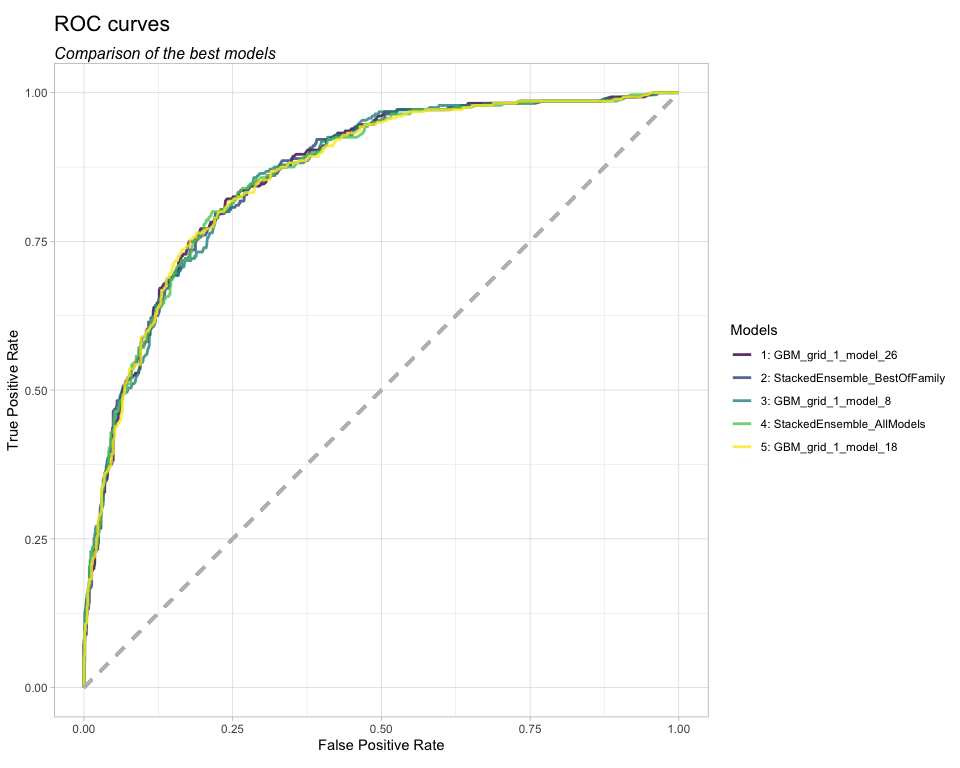 ROC curves
Comparison of the best models
1.00
0.75
0.50
0.25
0.00
True Positive Rate
0.00 0.25 0.50 0.75 1.00
False Positive Rate
Models
1: GBM_grid_1_model_26
2: StackedEnsemble_BestOfFamily
3: GBM_grid_1_model_8
4: StackedEnsemble_AllModels
5: GBM_grid_1_model_18